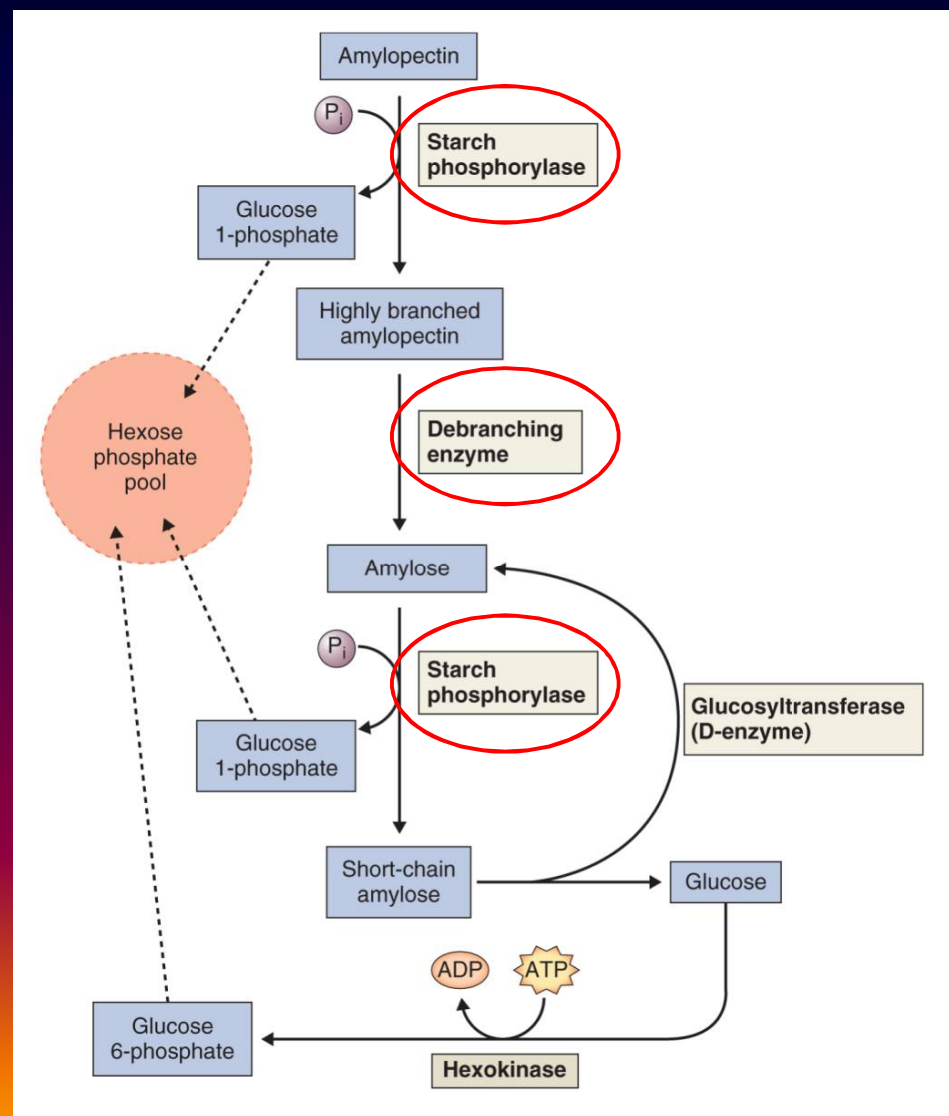 Amylopectin
Pi
Starch
phosphorylase
Glucose
1-phosphate
Highly branched
amylopectin
Hexose
phosphate
pool
Debranching
enzyme
Amylose
Pi
Starch
phosphorylase
Glucosyltransferase
(D-enzyme)
Glucose
1-phosphate
Short-chain
amylose
Glucose
ADP
ATP
Glucose
6-phosphate
Hexokinase